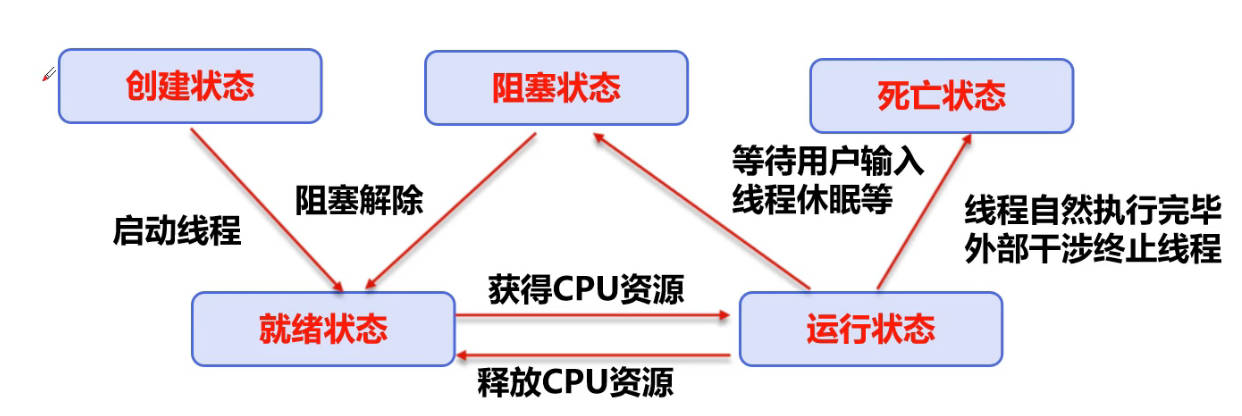 创建状态
阻塞状态
死亡状态
等待用户输入
线程休眠等
阻塞解除
启动线程
线程自然执行完毕
外部干涉终止线程
获得CPU资源
就绪状态
运行状态
释放CPU资源